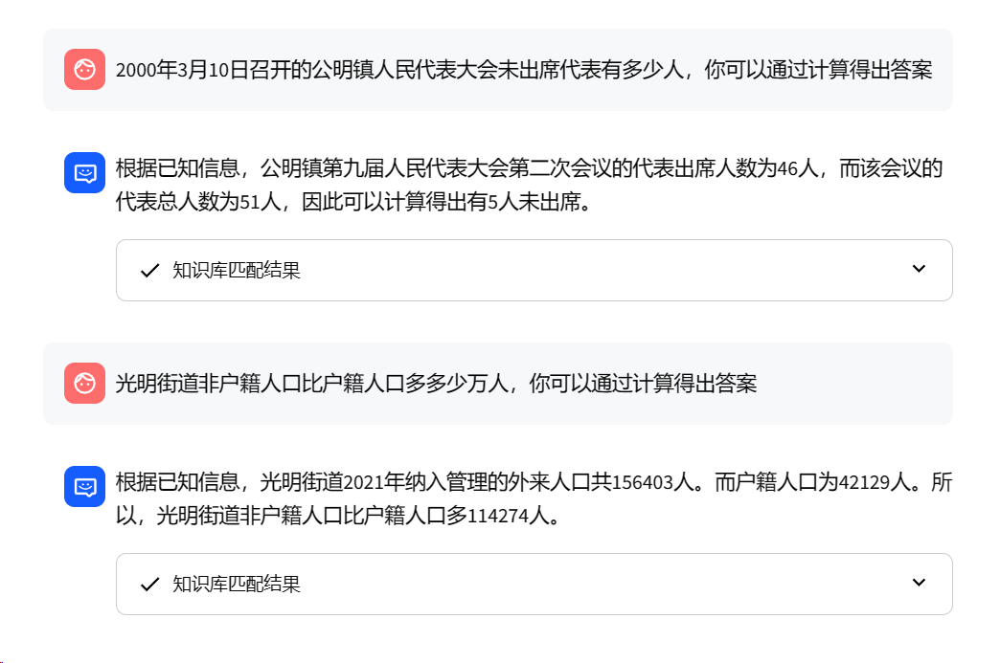 2000年3月10日召开的公明镇人民代表大会未出席代表有多少人，你可以通过计算得出答案
根据已知信息，公明镇第九届人民代表大会第二次会议的代表出席人数为46人，而该会议的
代表总人数为51人，因此可以计算得出有5人未出席。
知识库匹配结果
光明街道非户籍人口比户籍人口多多少万人，你可以通过计算得出答案
根据已知信息，光明街道2021年纳入管理的外来人口共156403人。而户籍人口为42129人。所
以，光明街道非户籍人口比户籍人口多114274人。
知识库匹配结果